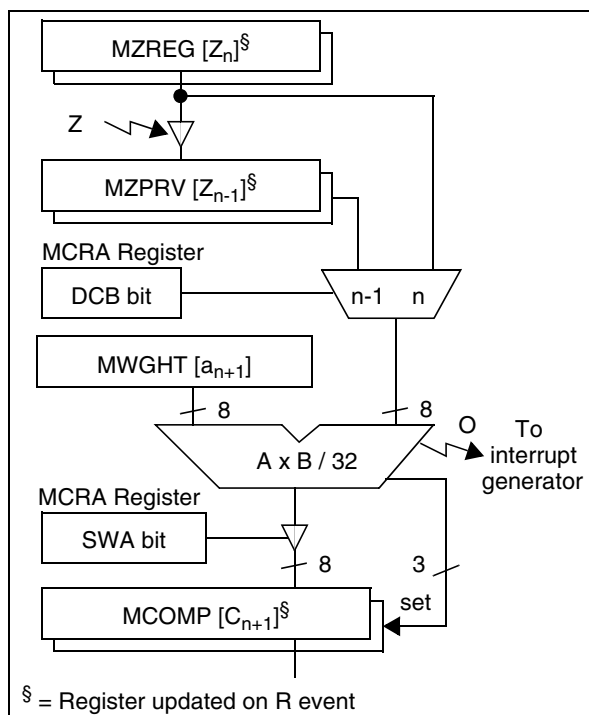 MZREG [Zn]§
Z
MZPRV [Zn-1]§
MCRA Register
DCB bit
n-1 n
MWGHT [an+1]
8
8
A x B / 32
O
To
interrupt
generator
MCRA Register
SWA bit
8
3
set
MCOMP [Cn+1]§
§ = Register updated on R event